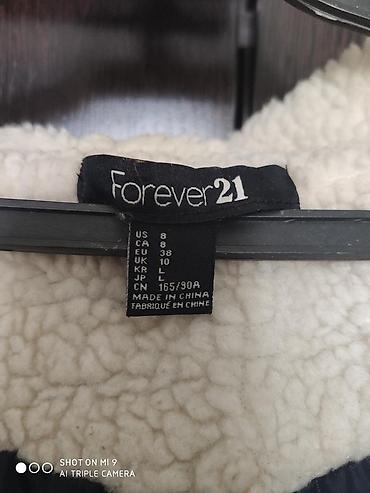 Forever21
US 8
CA 8
EU 38
UK 10
KR L
JP L
CN 165/90A
MADE IN CHINA
FABRIQUÉ EN CHINE
SHOT ON MI 9
AI TRIPLE CAMERA